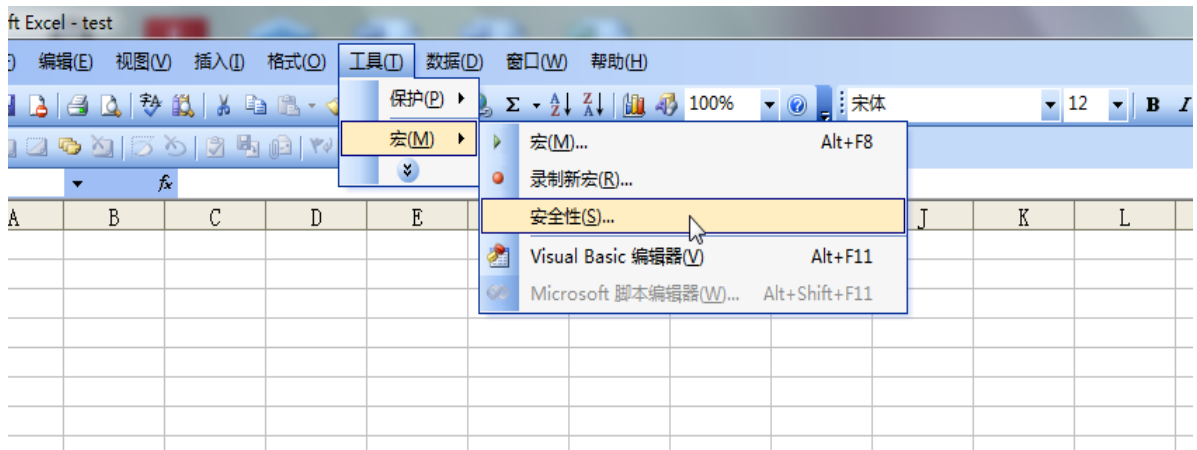 ft Excel - test
) 编辑(E) 视图(V) 插入(I) 格式(O) 工具(T) 数据(D) 窗口(W) 帮助(H)
保护(P)
Σ 100% 宋体 12 B I
宏(M)
宏(M)... Alt+F8
fx
录制新宏(R)...
安全性(S)...
A B C D E J K L
Visual Basic 编辑器(V) Alt+F11
Microsoft 脚本编辑器(W)... Alt+Shift+F11